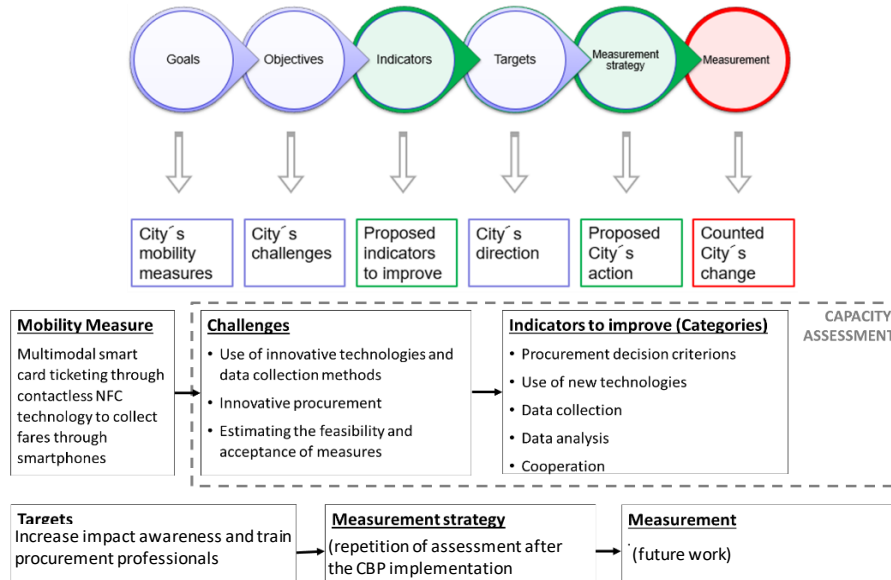 Goals
Objectives
Indicators
Targets
Measurement
strategy
Measurement
City´s
mobility
measures
City´s
challenges
Proposed
indicators
to improve
City´s
direction
Proposed
City´s
action
Counted
City´s
change
CAPACITY
ASSESSMENT
Mobility Measure
Multimodal smart
card ticketing through
contactless NFC
technology to collect
fares through
smartphones
Challenges
• Use of innovative technologies and
data collection methods
• Innovative procurement
• Estimating the feasibility and
acceptance of measures
Indicators to improve (Categories)
• Procurement decision criterions
• Use of new technologies
• Data collection
• Data analysis
• Cooperation
Targets
Increase impact awareness and train
procurement professionals
Measurement strategy
(repetition of assessment after
the CBP implementation
Measurement
(future work)